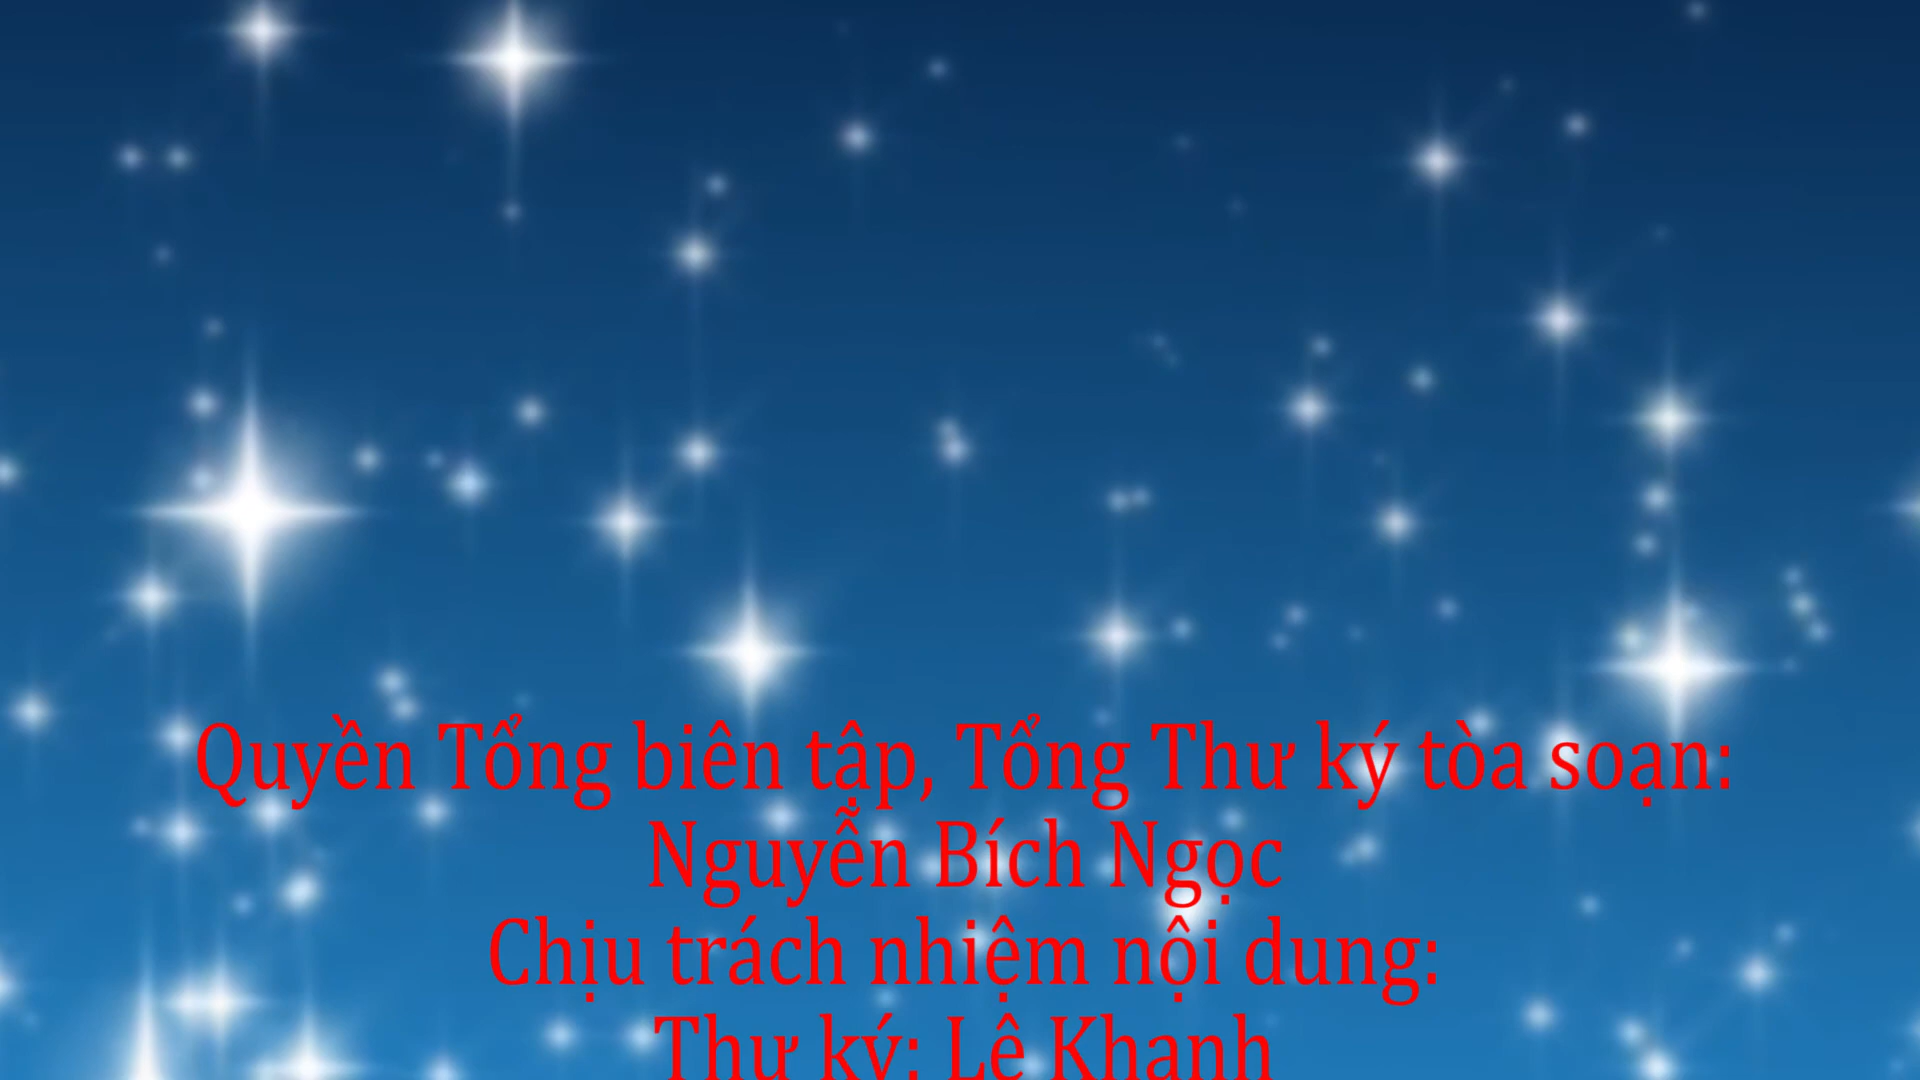 Quyền Tổng biên tập, Tổng Thư ký tòa soạn:
Nguyễn Bích Ngọc
Chịu trách nhiệm nội dung:
Thư ký: Lê Khanh